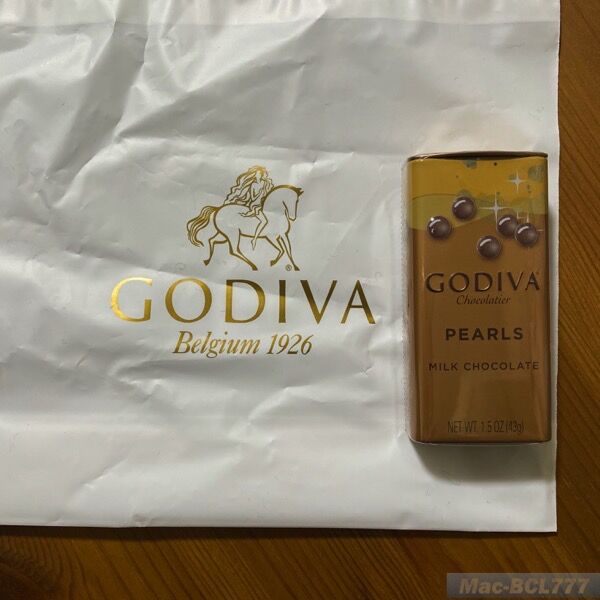 GODIVA
Belgium 1926
GODIVA
Chocolatier
PEARLS
MILK CHOCOLATE
NET WT. 1.5 OZ (43g)
Mac-BCL777